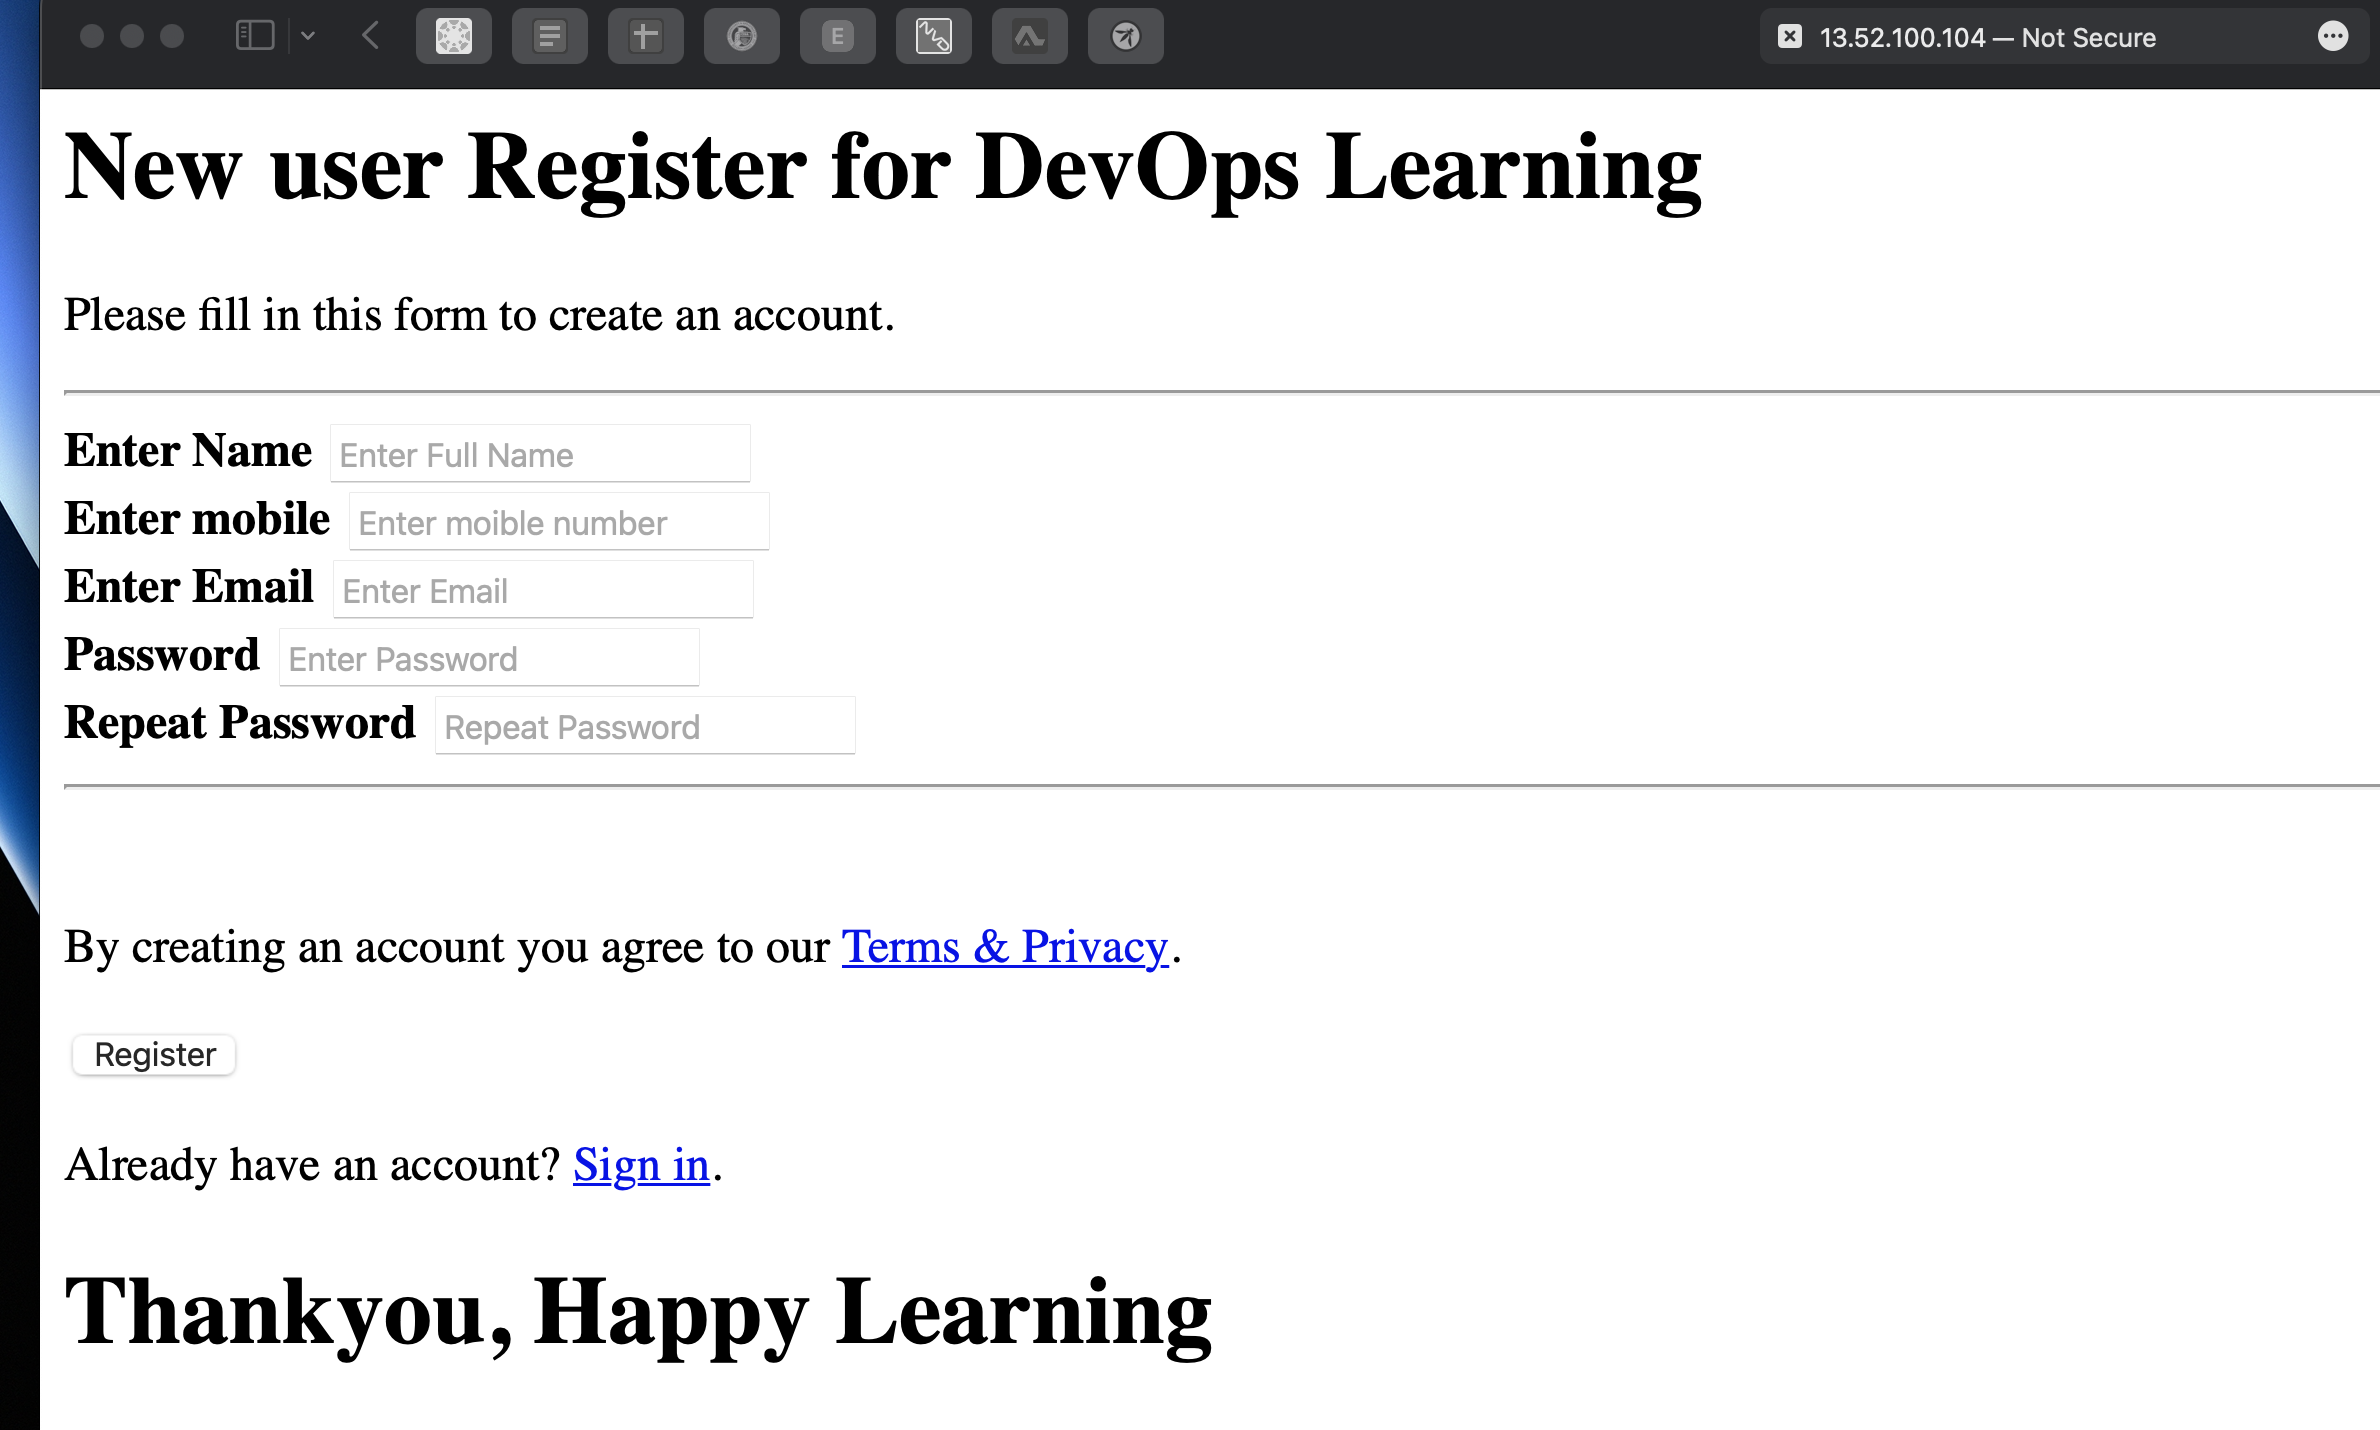 13.52.100.104 — Not Secure
E
New user Register for DevOps Learning
Please fill in this form to create an account.
Enter Name Enter Full Name
Enter mobile Enter moible number
Enter Email Enter Email
Password Enter Password
Repeat Password Repeat Password
By creating an account you agree to our Terms & Privacy.
Register
Already have an account? Sign in.
Thankyou, Happy Learning